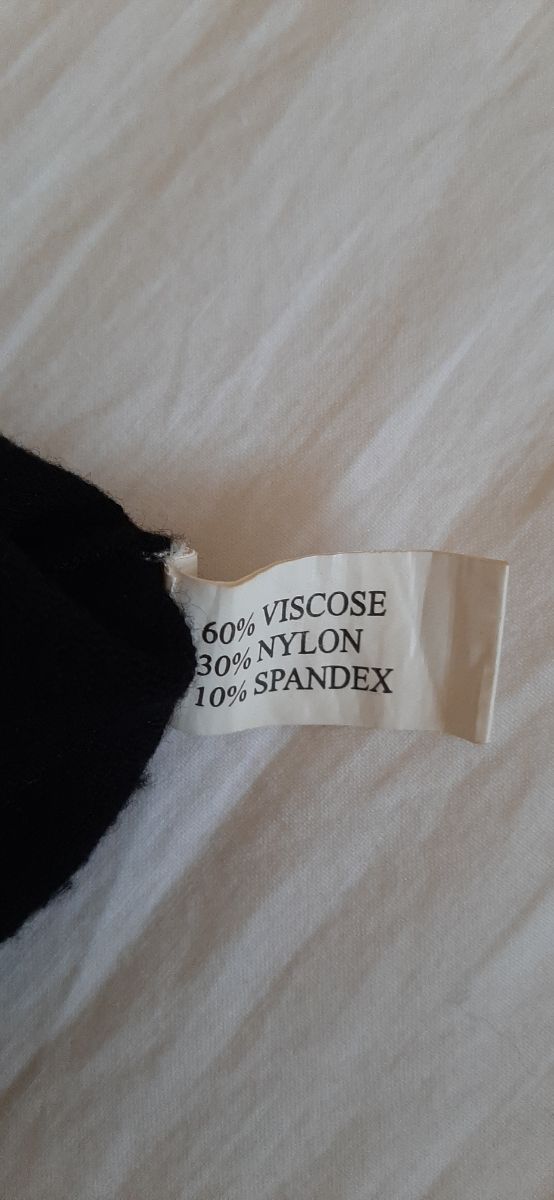 60% VISCOSE
30% NYLON
10% SPANDEX